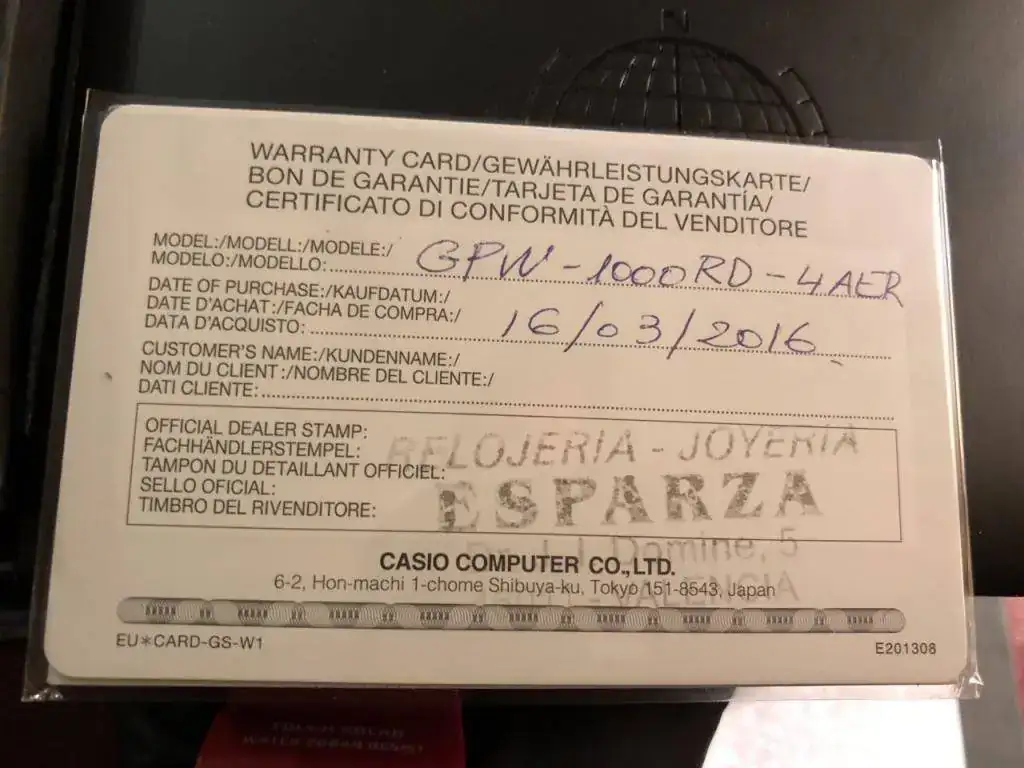 WARRANTY CARD/GEWÄHRLEISTUNGSKARTE/
BON DE GARANTIE/TARJETA DE GARANTÍA/
CERTIFICATO DI CONFORMITÀ DEL VENDITORE
MODEL:/MODELL:/MODELE:/
MODELO:/MODELLO: GPW-1000RD-4AER
DATE OF PURCHASE:/KAUFDATUM:/
DATE D'ACHAT:/FACHA DE COMPRA:/
DATA D'ACQUISTO: 16/03/2016
CUSTOMER'S NAME:/KUNDENNAME:/
NOM DU CLIENT:/NOMBRE DEL CLIENTE:/
DATI CLIENTE:
OFFICIAL DEALER STAMP:
FACHHÄNDLERSTEMPEL:
TAMPON DU DETAILLANT OFFICIEL:
SELLO OFICIAL:
TIMBRO DEL RIVENDITORE:
RELOJERIA - JOYERIA
ESPARZA
Dr. J. J. Domine, 5
VALENCIA
CASIO COMPUTER CO.,LTD.
6-2, Hon-machi 1-chome Shibuya-ku, Tokyo 151-8543, Japan
EU*CARD-GS-W1
E201308